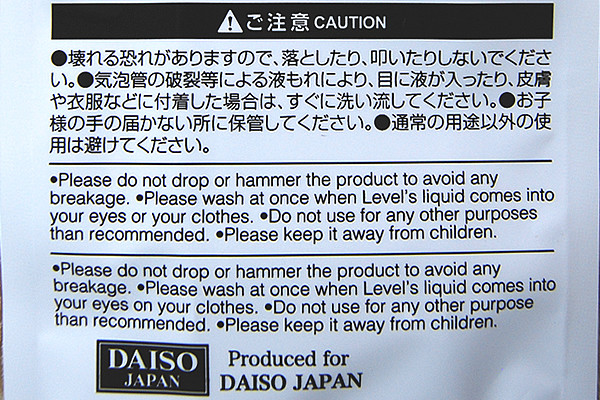 ⚠ご注意 CAUTION
●壊れる恐れがありますので、落としたり、叩いたりしないでくださ
い。●気泡管の破裂等による液もれにより、目に液が入ったり、皮膚
や衣服などに付着した場合は、すぐに洗い流してください。●お子
様の手の届かない所に保管してください。●通常の用途以外の使
用は避けてください。
●Please do not drop or hammer the product to avoid any
breakage. ●Please wash at once when Level's liquid comes into
your eyes or your clothes. ●Do not use for any other purposes
than recommended. ●Please keep it away from children.
●Please do not drop or hammer the product to avoid any
breakage. ●Please wash at once when Level's liquid comes into
your eyes on your clothes. ●Do not use for any other purpose
than recommended. ●Please keep it away from children.
DAISO
JAPAN
Produced for
DAISO JAPAN